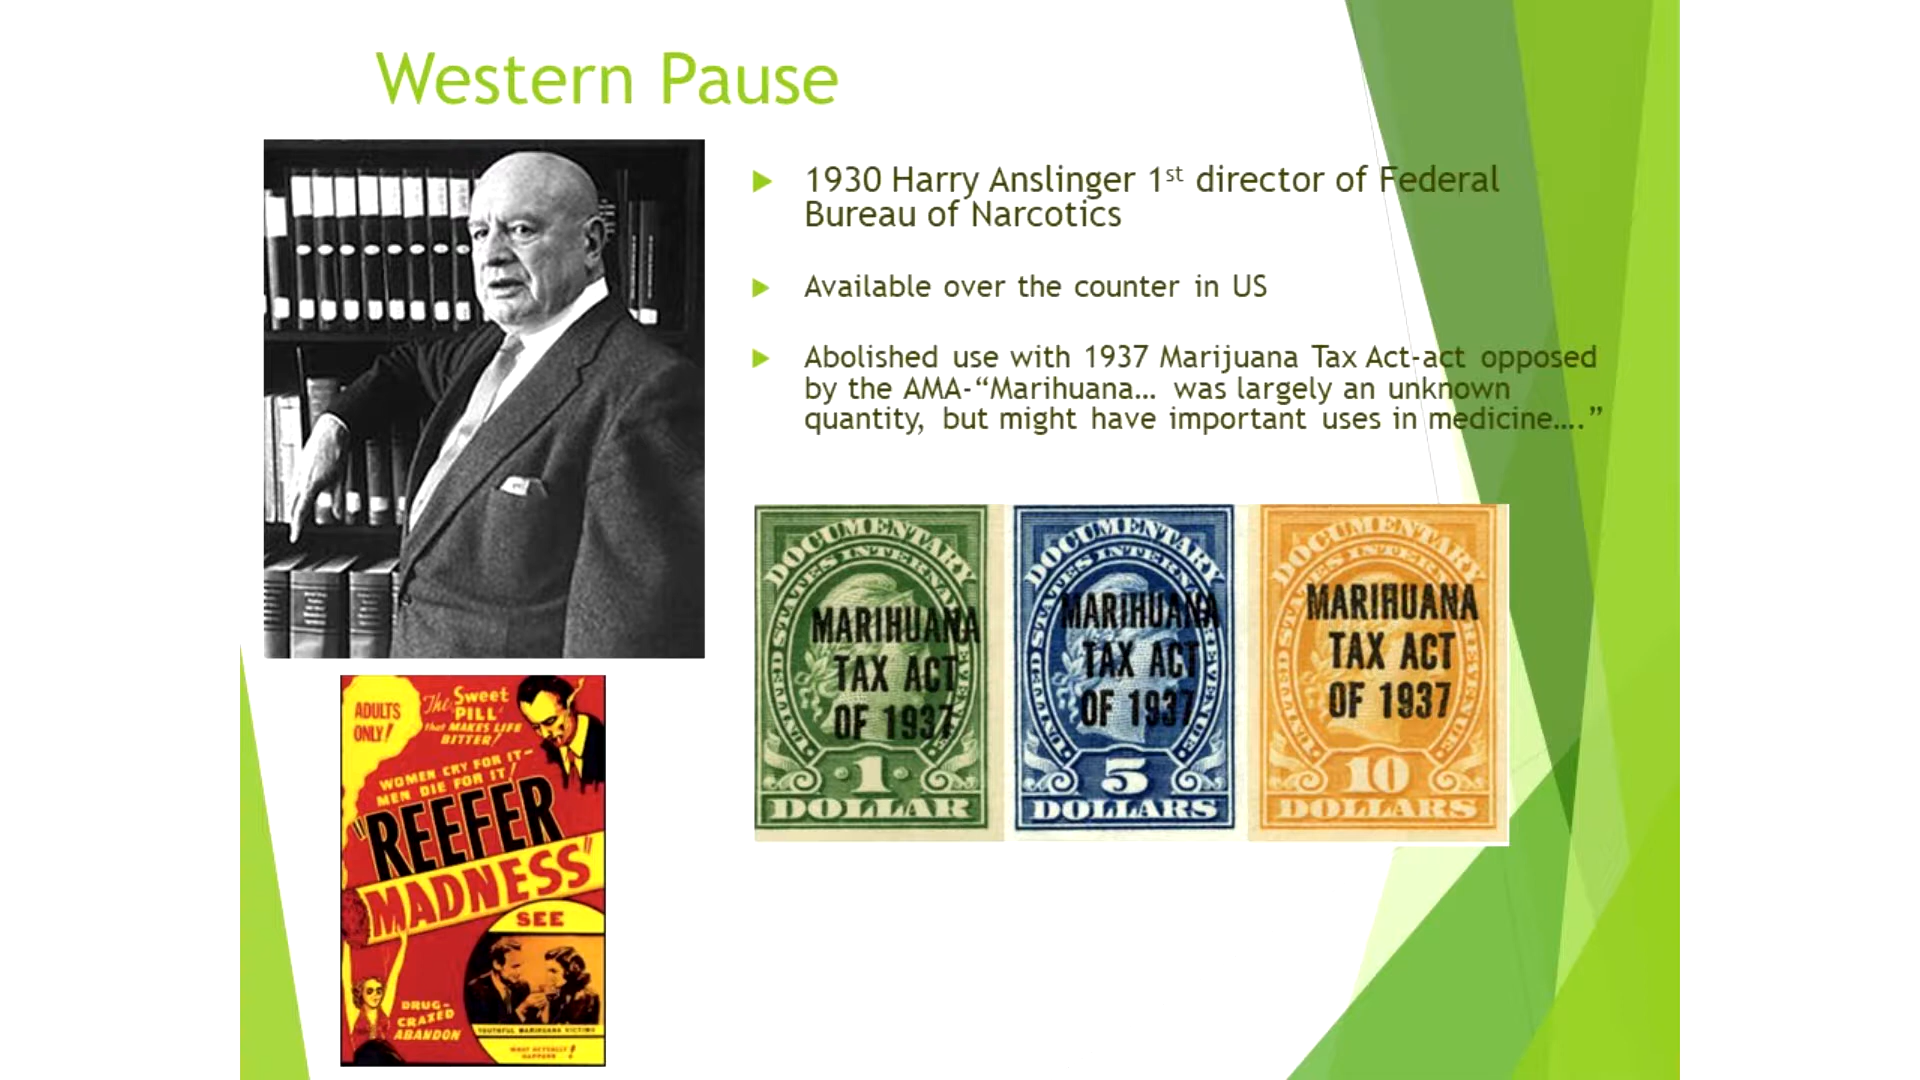 Western Pause
1930 Harry Anslinger 1st director of Federal
Bureau of Narcotics
Available over the counter in US
Abolished use with 1937 Marijuana Tax Act-act opposed
by the AMA-“Marihuana… was largely an unknown
quantity, but might have important uses in medicine….”
DOCUMENTARY
UNITED STATES INTERNAL REVENUE
MARIHUANA
TAX ACT
OF 1937
1
DOLLAR
DOCUMENTARY
UNITED STATES INTERNAL REVENUE
MARIHUANA
TAX ACT
OF 1937
5
DOLLARS
DOCUMENTARY
UNITED STATES INTERNAL REVENUE
MARIHUANA
TAX ACT
OF 1937
10
DOLLARS
ADULTS
ONLY!
The Sweet
"PILL"
that MAKES LIFE
BITTER!
WOMEN CRY FOR IT-
MEN DIE FOR IT!
"REEFER
MADNESS"
SEE
DRUG-
CRAZED
ABANDON
YOUTHFUL MARIHUANA VICTIMS
WHAT ACTUALLY
HAPPENS